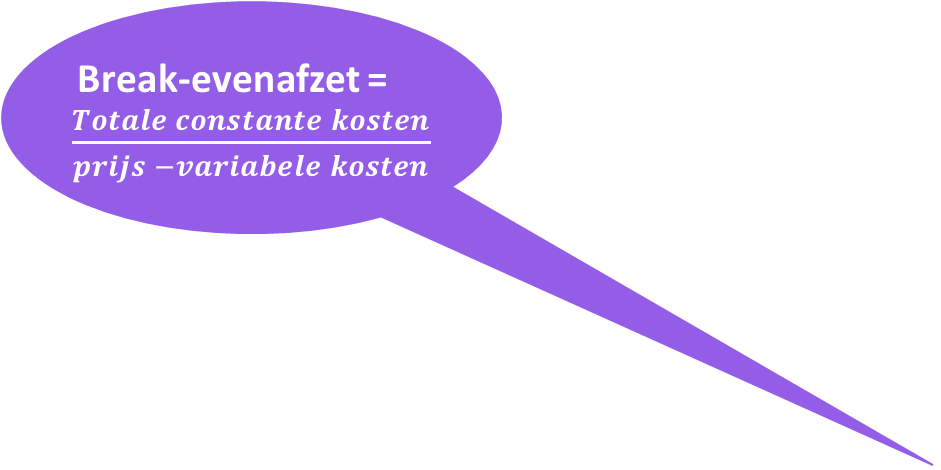 Break-evenafzet =
Totale constante kosten
prijs −variabele kosten